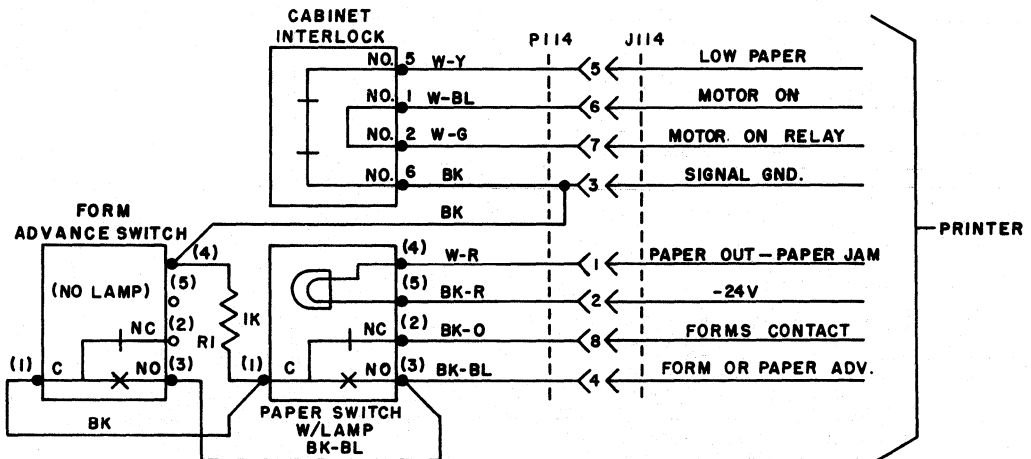 CABINET
INTERLOCK
P114 J114
NO. 5 W-Y 5 LOW PAPER
NO. 1 W-BL 6 MOTOR ON
NO. 2 W-G 7 MOTOR ON RELAY
NO. 6 BK 3 SIGNAL GND.
BK
FORM
ADVANCE SWITCH
PRINTER
(4) (4) W-R 1 PAPER OUT-PAPER JAM
(NO LAMP) (5) (5) BK-R 2 -24V
1K
NC (2) R1 NC (2) BK-O 8 FORMS CONTACT
(1) C NO (3) (1) C NO (3) BK-BL 4 FORM OR PAPER ADV.
BK
PAPER SWITCH
W/LAMP
BK-BL